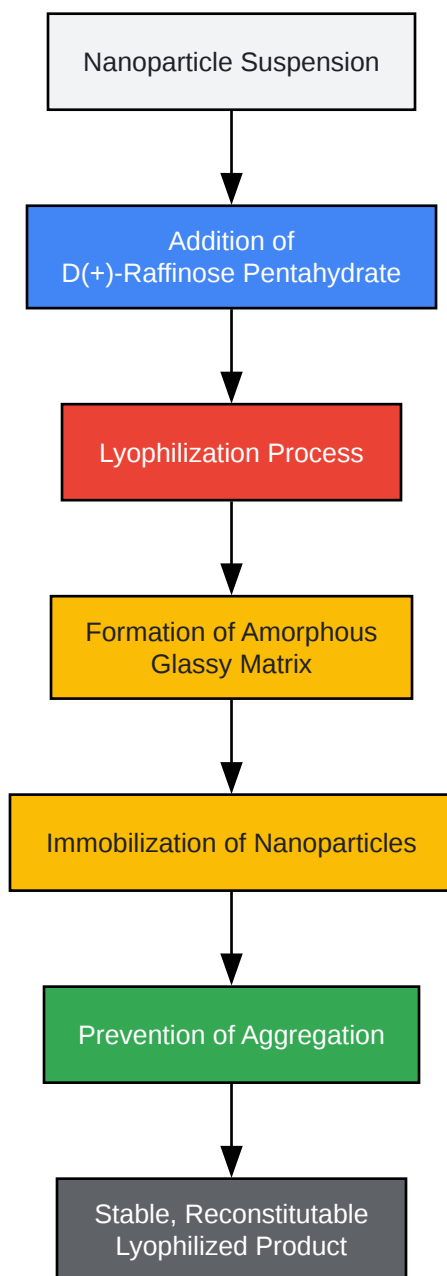 Nanoparticle Suspension
Addition of
D(+)-Raffinose Pentahydrate
Lyophilization Process
Formation of Amorphous
Glassy Matrix
Immobilization of Nanoparticles
Prevention of Aggregation
Stable, Reconstitutable
Lyophilized Product